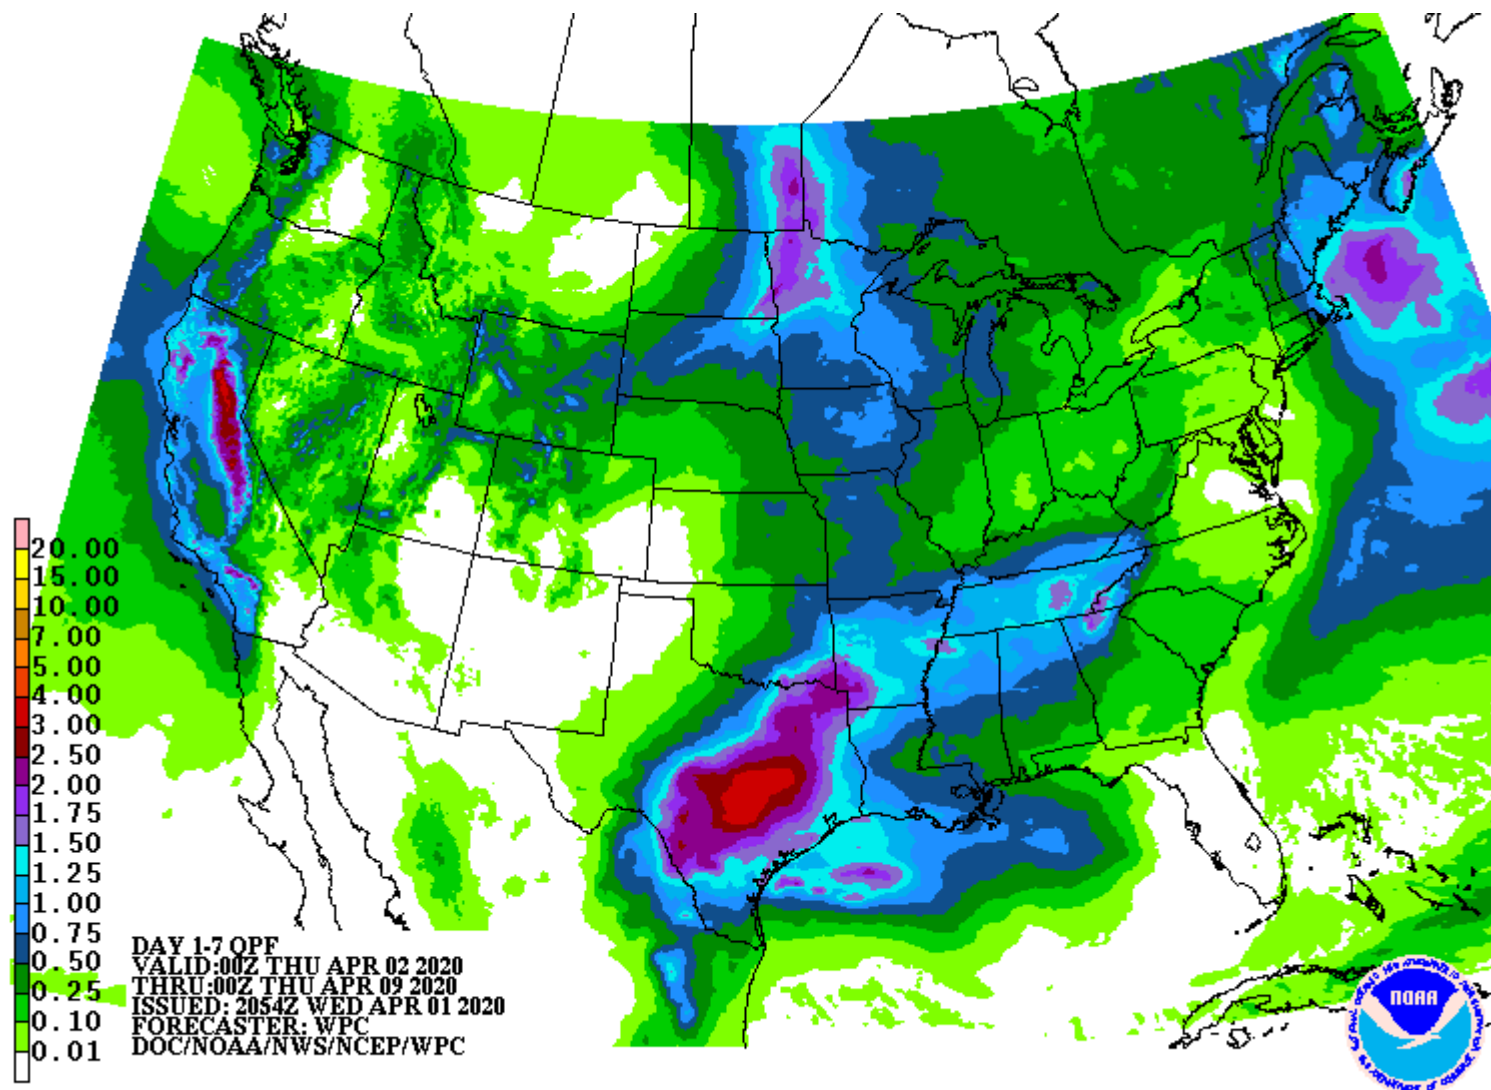 20.00
15.00
10.00
7.00
5.00
4.00
3.00
2.50
2.00
1.75
1.50
1.25
1.00
0.75
0.50
0.25
0.10
0.01
DAY 1-7 QPF
VALID:00Z THU APR 02 2020
THRU:00Z THU APR 09 2020
ISSUED: 2054Z WED APR 01 2020
FORECASTER: WPC
DOC/NOAA/NWS/NCEP/WPC
NOAA